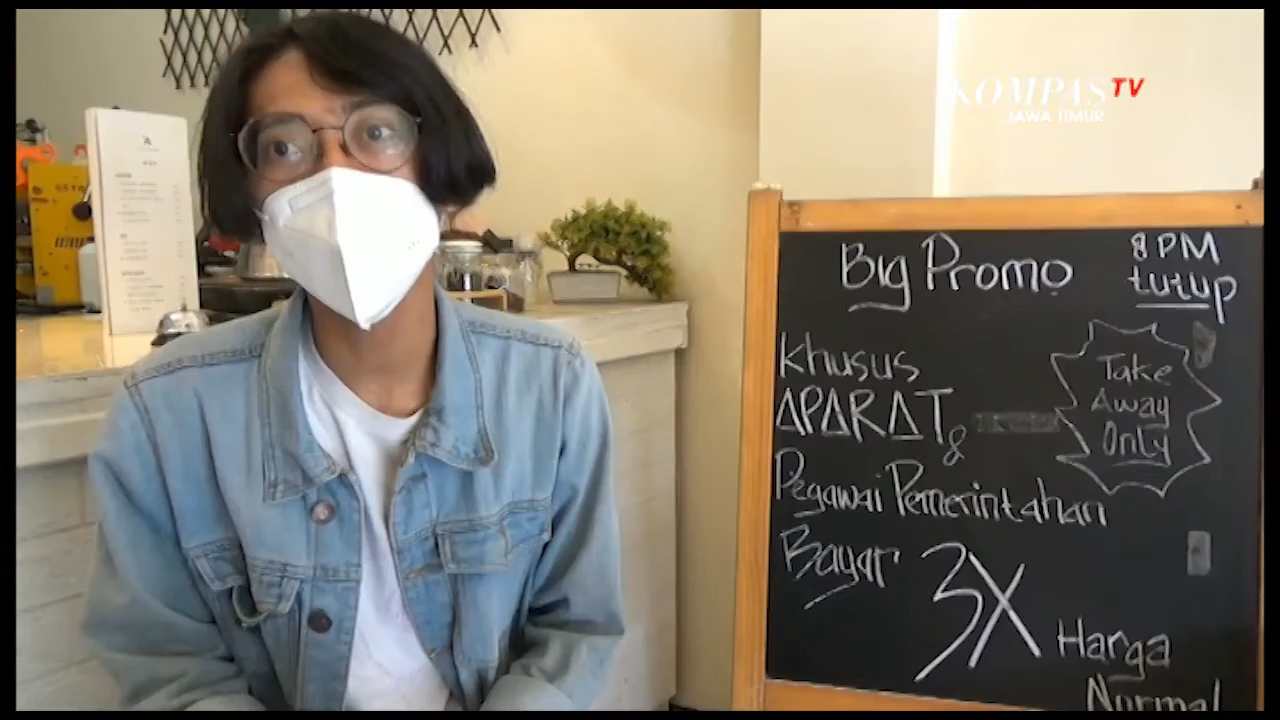 KOMPAS TV
JAWA TIMUR
Big Promo
8 PM
tutup
Khusus
APARAT &
Pegawai Pemerintahan
Bayar 3X
Harga
Normal
Take
Away
Only